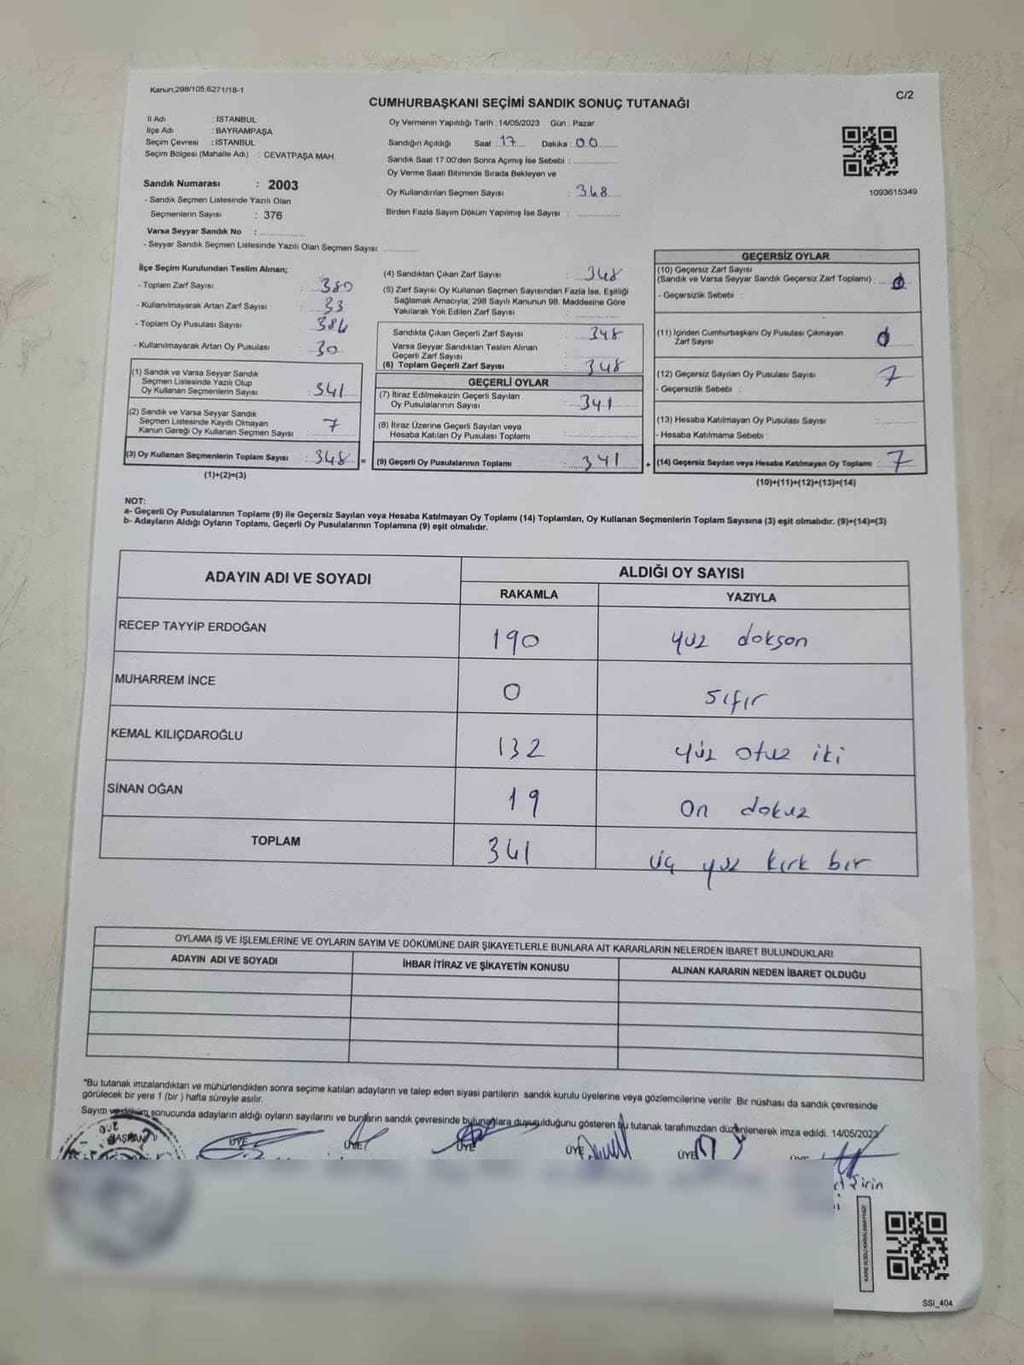 Kanun;298/105;6271/18-1
C/2
CUMHURBAŞKANI SEÇİMİ SANDIK SONUÇ TUTANAĞI
İl Adı : İSTANBUL
İlçe Adı : BAYRAMPAŞA
Seçim Çevresi : İSTANBUL
Seçim Bölgesi (Mahalle Adı) : CEVATPAŞA MAH.
Sandık Numarası : 2003
- Sandık Seçmen Listesinde Yazılı Olan
Seçmenlerin Sayısı : 376
Varsa Seyyar Sandık No :
- Seyyar Sandık Seçmen Listesinde Yazılı Olan Seçmen Sayısı:
Oy Vermenin Yapıldığı Tarih : 14/05/2023 Gün : Pazar
Sandığın Açıldığı Saat : 17 Dakika : 00
Sandık Saat 17:00'den Sonra Açımış İse Sebebi :
Oy Verme Saati Bitiminde Sırada Bekleyen ve
Oy Kullandırılan Seçmen Sayısı : 348
Birden Fazla Sayım Döküm Yapılmış İse Sayısı :
1093615349
İlçe Seçim Kurulundan Teslim Alınan;
- Toplam Zarf Sayısı : 380
- Kullanılmayarak Artan Zarf Sayısı : 33
- Toplam Oy Pusulası Sayısı : 384
- Kullanılmayarak Artan Oy Pusulası : 30
(1) Sandık ve Varsa Seyyar Sandık
Seçmen Listesinde Yazılı Olup
Oy Kullanan Seçmenlerin Sayısı : 341
(2) Sandık ve Varsa Seyyar Sandık
Seçmen Listesinde Kayıtlı Olmayan
Kanun Gereği Oy Kullanan Seçmen Sayısı : 7
(3) Oy Kullanan Seçmenlerin Toplam Sayısı : 348 =
(1)+(2)=(3)
(4) Sandıktan Çıkan Zarf Sayısı : 348
(5) Zarf Sayısı Oy Kullanan Seçmen Sayısından Fazla İse, Eşitliği
Sağlamak Amacıyla; 298 Sayılı Kanunun 98. Maddesine Göre
Yakılarak Yok Edilen Zarf Sayısı :
Sandıkta Çıkan Geçerli Zarf Sayısı : 348
Varsa Seyyar Sandıktan Teslim Alınan
Geçerli Zarf Sayısı :
(6) Toplam Geçerli Zarf Sayısı : 348
GEÇERLİ OYLAR
(7) İtiraz Edilmeksizin Geçerli Sayılan
Oy Pusulalarının Sayısı : 341
(8) İtiraz Üzerine Geçerli Sayılan veya
Hesaba Katılan Oy Pusulası Toplamı :
(9) Geçerli Oy Pusulalarının Toplamı : 341 +
GEÇERSİZ OYLAR
(10) Geçersiz Zarf Sayısı
(Sandık ve Varsa Seyyar Sandık Geçersiz Zarf Toplamı) :
- Geçersizlik Sebebi :
(11) İçinden Cumhurbaşkanı Oy Pusulası Çıkmayan
Zarf Sayısı :
(12) Geçersiz Sayılan Oy Pusulası Sayısı : 7
- Geçersizlik Sebebi :
(13) Hesaba Katılmayan Oy Pusulası Sayısı :
- Hesaba Katılmama Sebebi :
(14) Geçersiz Sayılan veya Hesaba Katılmayan Oy Toplamı : 7
(10)+(11)+(12)+(13)=(14)
NOT:
a- Geçerli Oy Pusulalarının Toplamı (9) ile Geçersiz Sayılan veya Hesaba Katılmayan Oy Toplamı (14) Toplamları, Oy Kullanan Seçmenlerin Toplam Sayısına (3) eşit olmalıdır. (9)+(14)=(3)
b- Adayların Aldığı Oyların Toplamı, Geçerli Oy Pusulalarının Toplamına (9) eşit olmalıdır.
ADAYIN ADI VE SOYADI
ALDIĞI OY SAYISI
RAKAMLA YAZIYLA
RECEP TAYYİP ERDOĞAN 190 yüz doksan
MUHARREM İNCE 0 sıfır
KEMAL KILIÇDAROĞLU 132 yüz otuz iki
SİNAN OĞAN 19 on dokuz
TOPLAM 341 üç yüz kırk bir
OYLAMA İŞ VE İŞLEMLERİNE VE OYLARIN SAYIM VE DÖKÜMÜNE DAİR ŞİKAYETLERLE BUNLARA AİT KARARLARIN NELERDEN İBARET BULUNDUKLARI
ADAYIN ADI VE SOYADI İHBAR İTİRAZ VE ŞİKAYETİN KONUSU ALINAN KARARIN NEDEN İBARET OLDUĞU
*Bu tutanak imzalandıktan ve mühürlendikten sonra seçime katılan adayların ve talep eden siyasi partilerin sandık kurulu üyelerine veya gözlemcilerine verilir. Bir nüshası da sandık çevresinde
görülecek bir yere 1 (bir) hafta süreyle asılır.
Sayım ve döküm sonucunda adayların aldığı oyların sayılarını ve bunların sandık çevresinde bulunanlara duyurulduğunu gösteren bu tutanak tarafımızdan düzenlenerek imza edildi. 14/05/2023
BAŞKAN ÜYE ÜYE ÜYE ÜYE ÜYE
Şirin
SSI_404